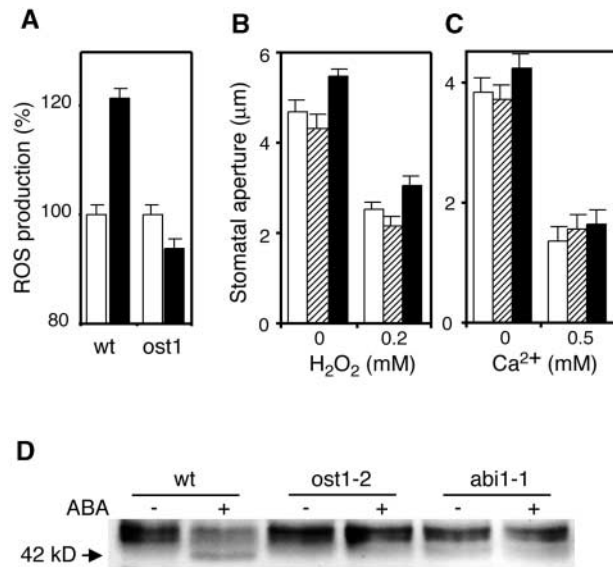 A
B
C
ROS production (%)
120
100
80
wt ost1
Stomatal aperture (μm)
6
4
2
0
0 0.2
H₂O₂ (mM)
4
2
0
0 0.5
Ca²⁺ (mM)
D
wt ost1-2 abi1-1
ABA - + - + - +
42 kD